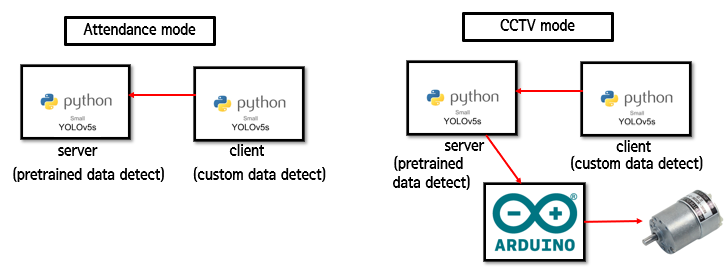 Attendance mode
python
Small
YOLOv5s
server
(pretrained data detect)
python
Small
YOLOv5s
client
(custom data detect)
CCTV mode
python
Small
YOLOv5s
server
(pretrained
data detect)
python
Small
YOLOv5s
client
(custom data detect)
ARDUINO